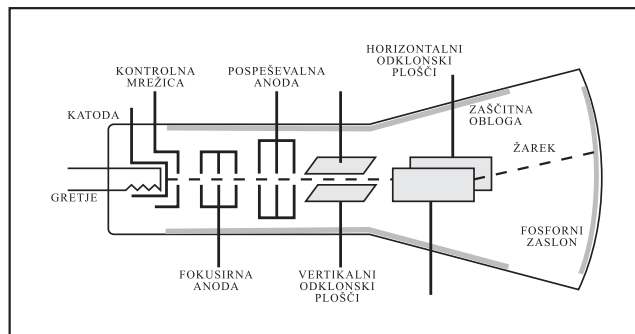 HORIZONTALNI
ODKLONSKI
PLOŠČI
KONTROLNA
MREŽICA
POSPEŠEVALNA
ANODA
ZAŠČITNA
OBLOGA
KATODA
ŽAREK
GRETJE
FOSFORNI
ZASLON
FOKUSIRNA
ANODA
VERTIKALNI
ODKLONSKI
PLOŠČI